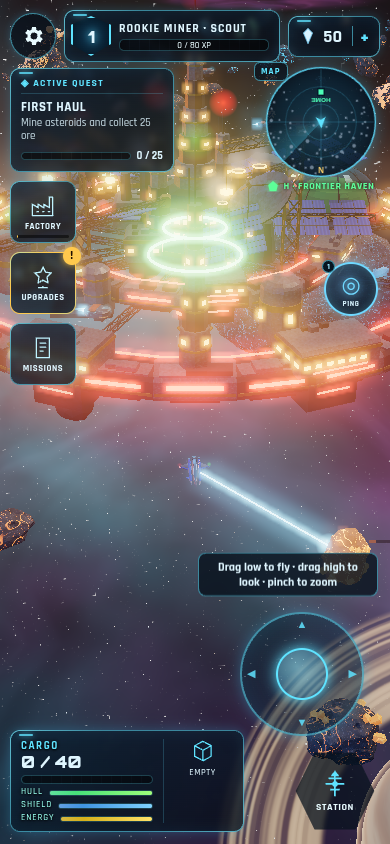 1
ROOKIE MINER · SCOUT
0 / 80 XP
50
+
MAP
ACTIVE QUEST
FIRST HAUL
Mine asteroids and collect 25
ore
0 / 25
HOME
N
H · FRONTIER HAVEN
FACTORY
!
UPGRADES
1
PING
MISSIONS
Drag low to fly · drag high to
look · pinch to zoom
CARGO
0 / 40
EMPTY
HULL
SHIELD
ENERGY
STATION